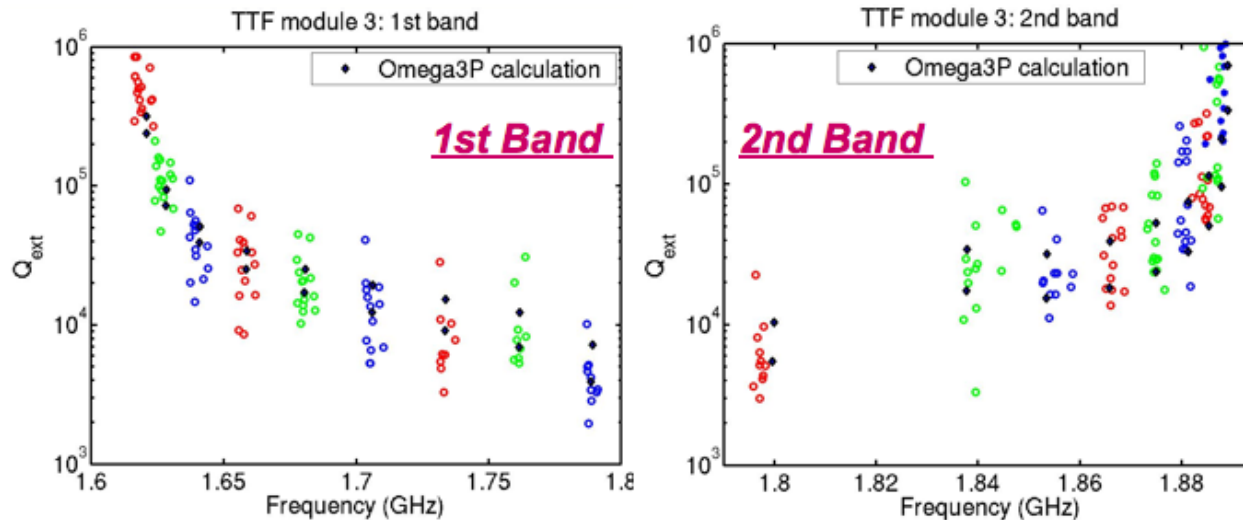 TTF module 3: 1st band
10^6
10^5
10^4
10^3
Q_ext
Omega3P calculation
1st Band
1.6
1.65
1.7
1.75
1.8
Frequency (GHz)
TTF module 3: 2nd band
10^6
10^5
10^4
10^3
Q_ext
Omega3P calculation
2nd Band
1.8
1.82
1.84
1.86
1.88
Frequency (GHz)